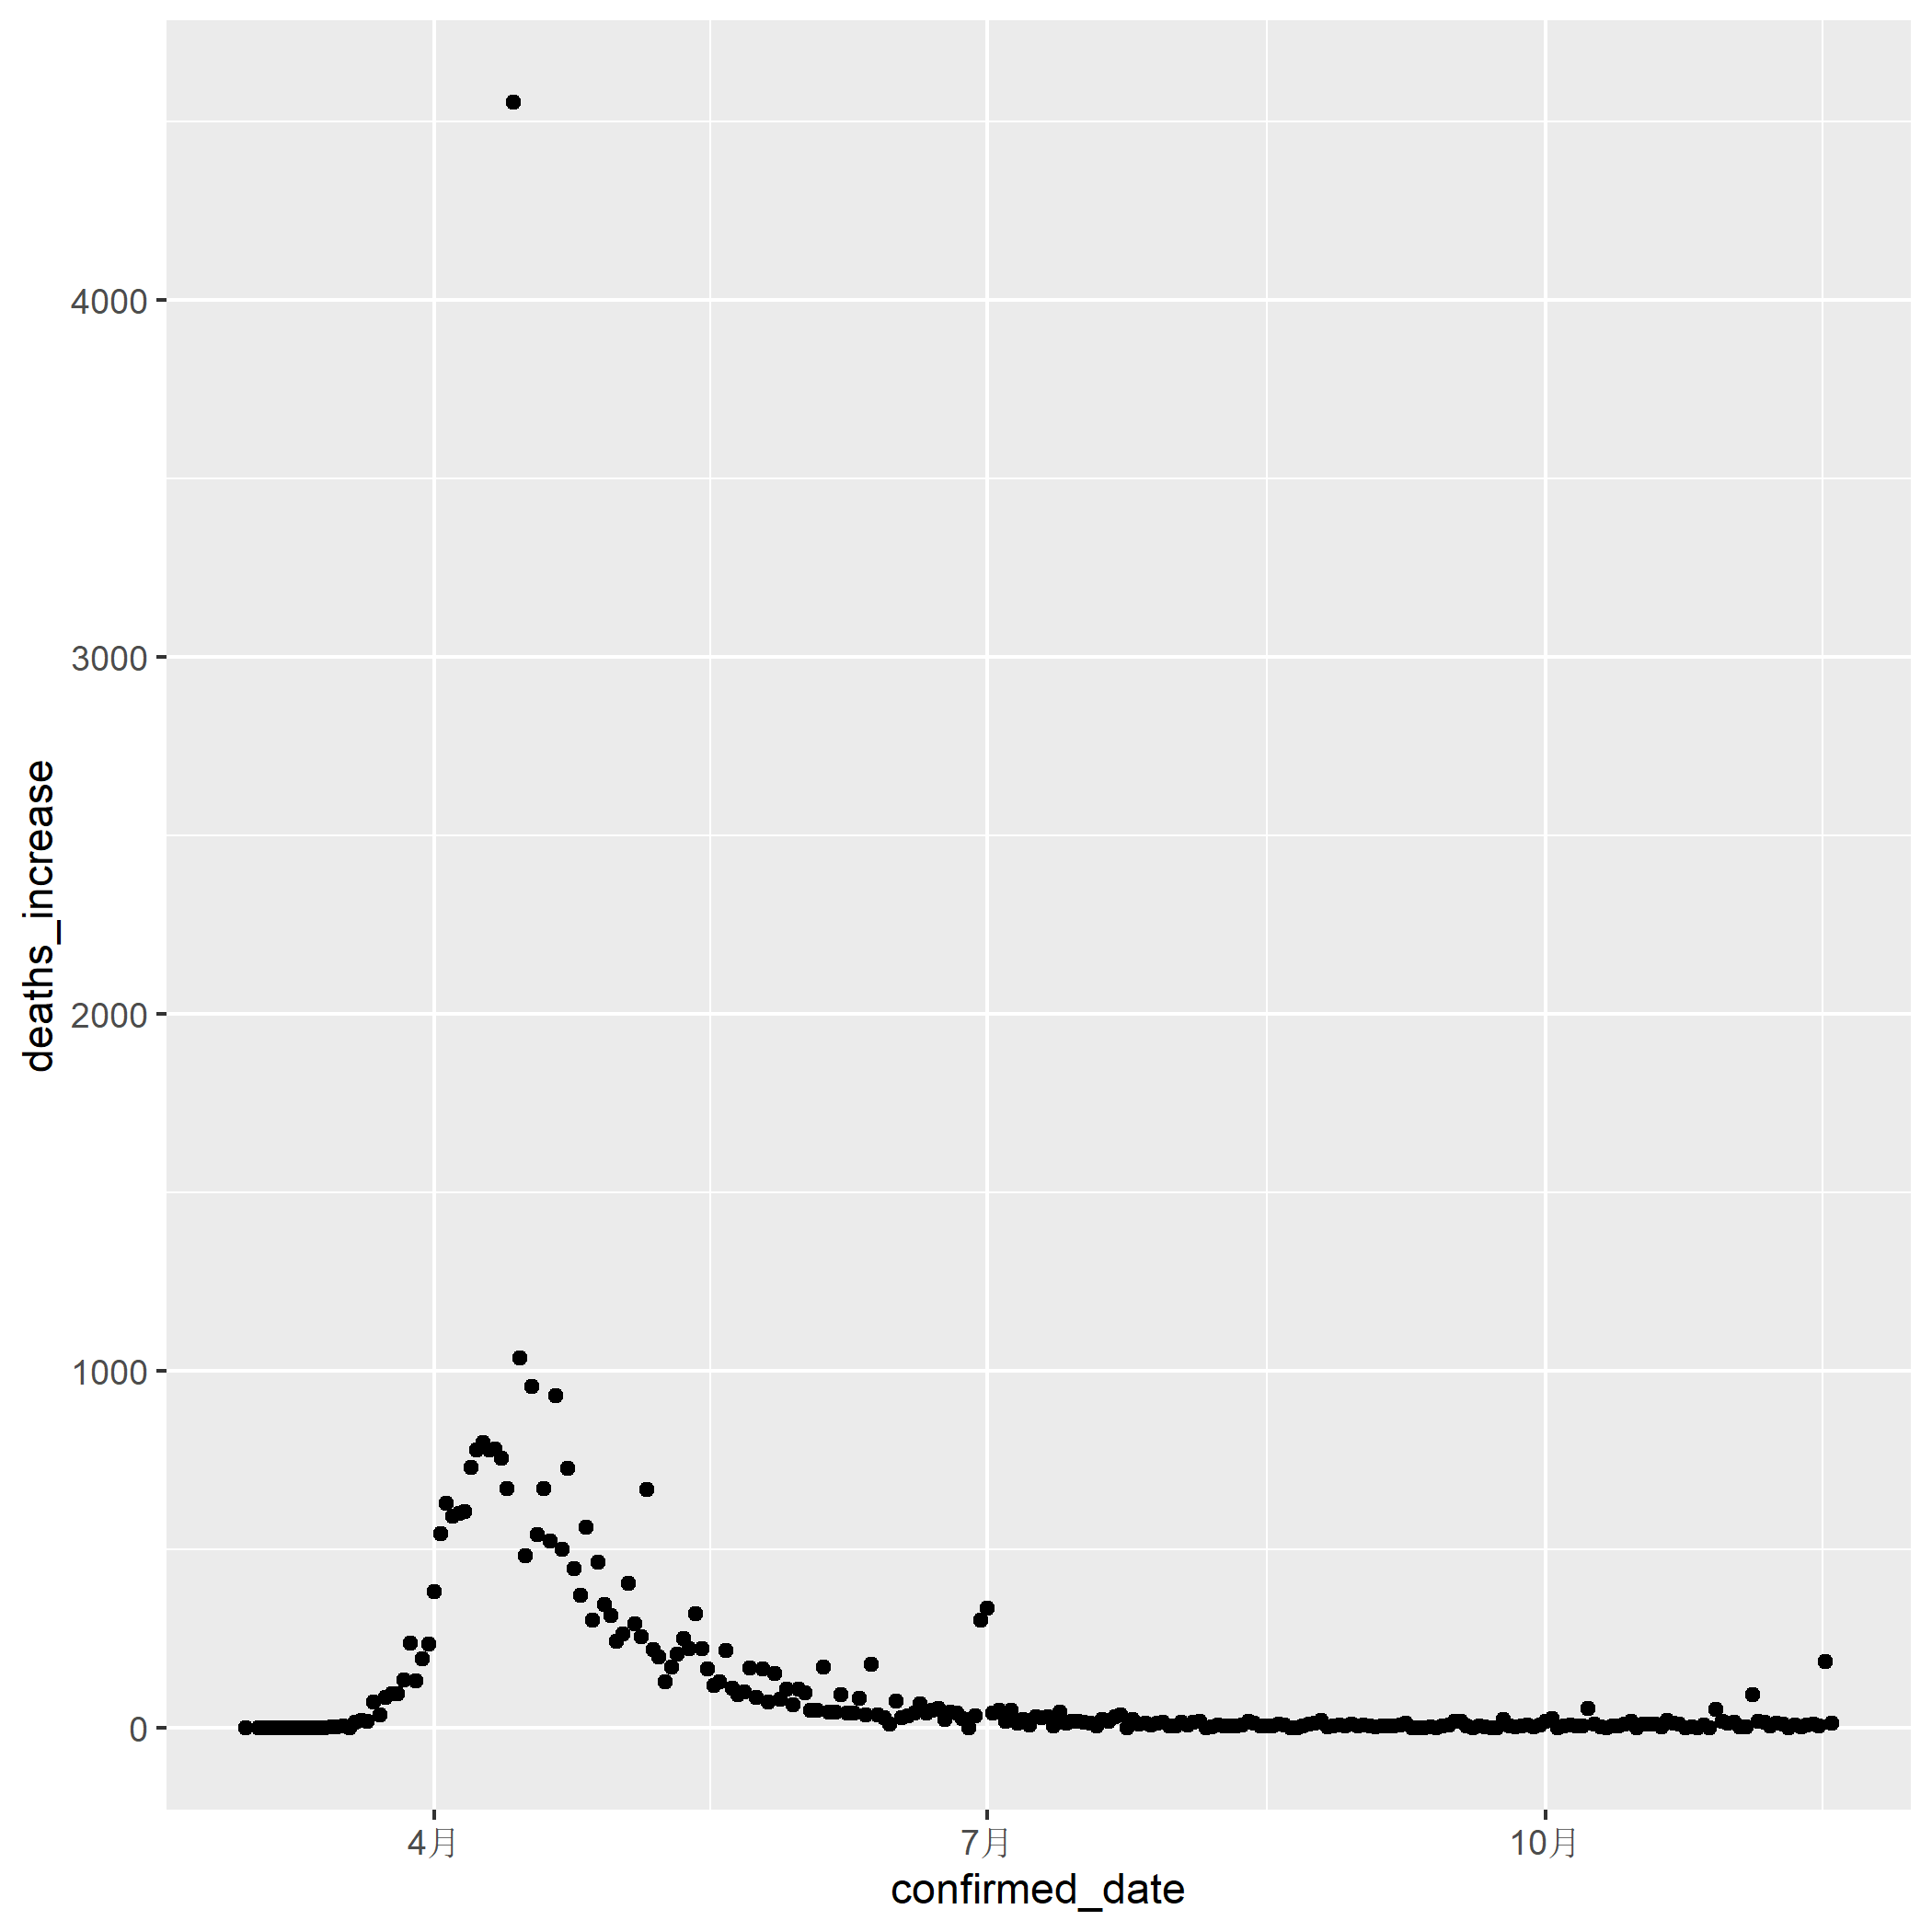 deaths_increase
4000
3000
2000
1000
0
4月
7月
10月
confirmed_date